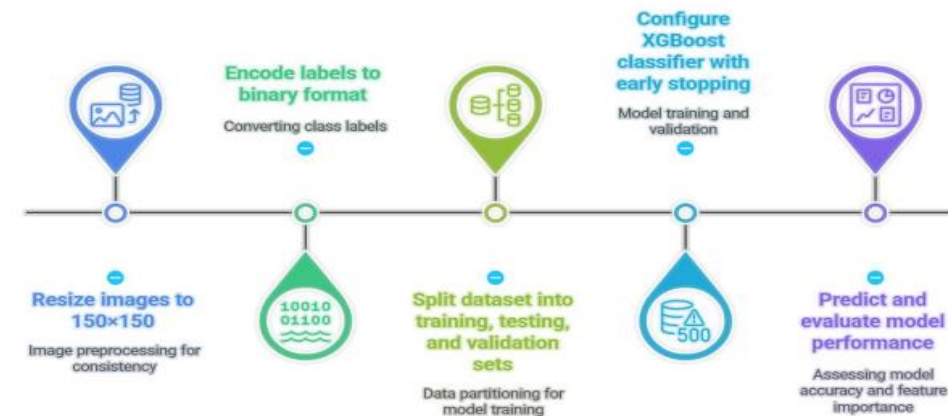 Resize images to
150×150
Image preprocessing for
consistency
Encode labels to
binary format
Converting class labels
10010
01100
Split dataset into
training, testing,
and validation
sets
Data partitioning for
model training
Configure
XGBoost
classifier with
early stopping
Model training and
validation
500
Predict and
evaluate model
performance
Assessing model
accuracy and feature
importance